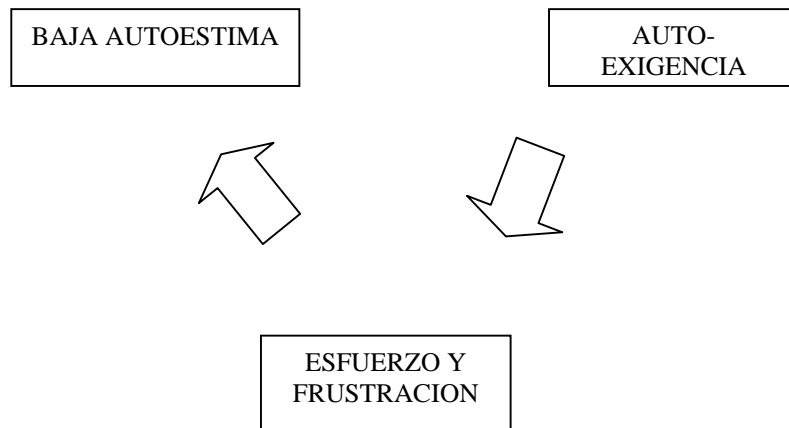 BAJA AUTOESTIMA
AUTO-
EXIGENCIA
ESFUERZO Y
FRUSTRACION